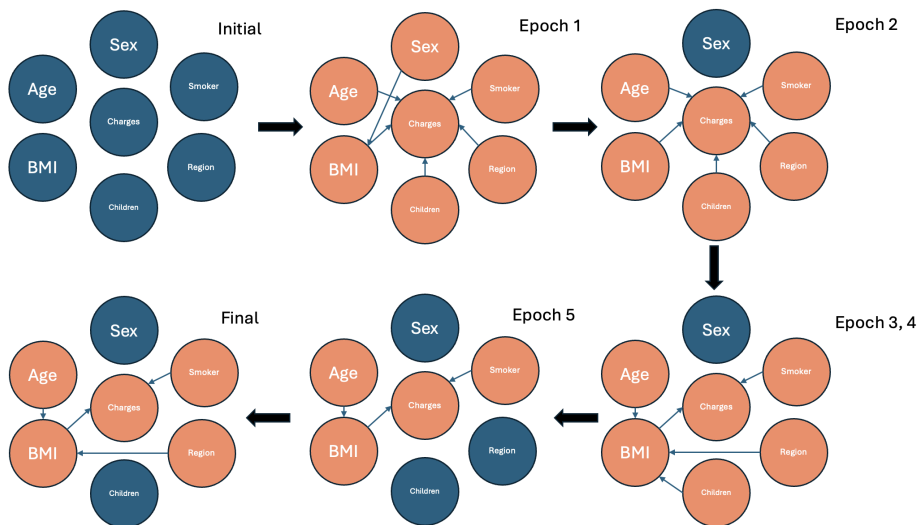 Initial
Sex
Age
Smoker
Charges
BMI
Region
Children
Epoch 1
Sex
Age
Smoker
Charges
BMI
Region
Children
Epoch 2
Sex
Age
Smoker
Charges
BMI
Region
Children
Epoch 3, 4
Sex
Age
Smoker
Charges
BMI
Region
Children
Epoch 5
Sex
Age
Smoker
Charges
BMI
Region
Children
Final
Sex
Age
Smoker
Charges
BMI
Region
Children